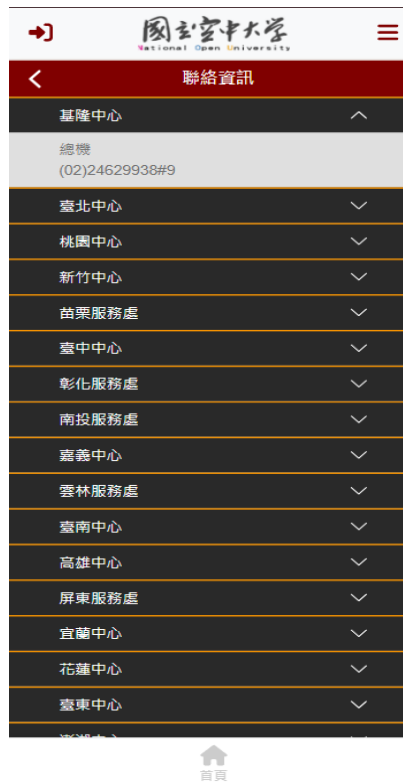 國立空中大學
National Open University
聯絡資訊
基隆中心
總機
(02)24629938#9
臺北中心
桃園中心
新竹中心
苗栗服務處
臺中中心
彰化服務處
南投服務處
嘉義中心
雲林服務處
臺南中心
高雄中心
屏東服務處
宜蘭中心
花蓮中心
臺東中心
首頁